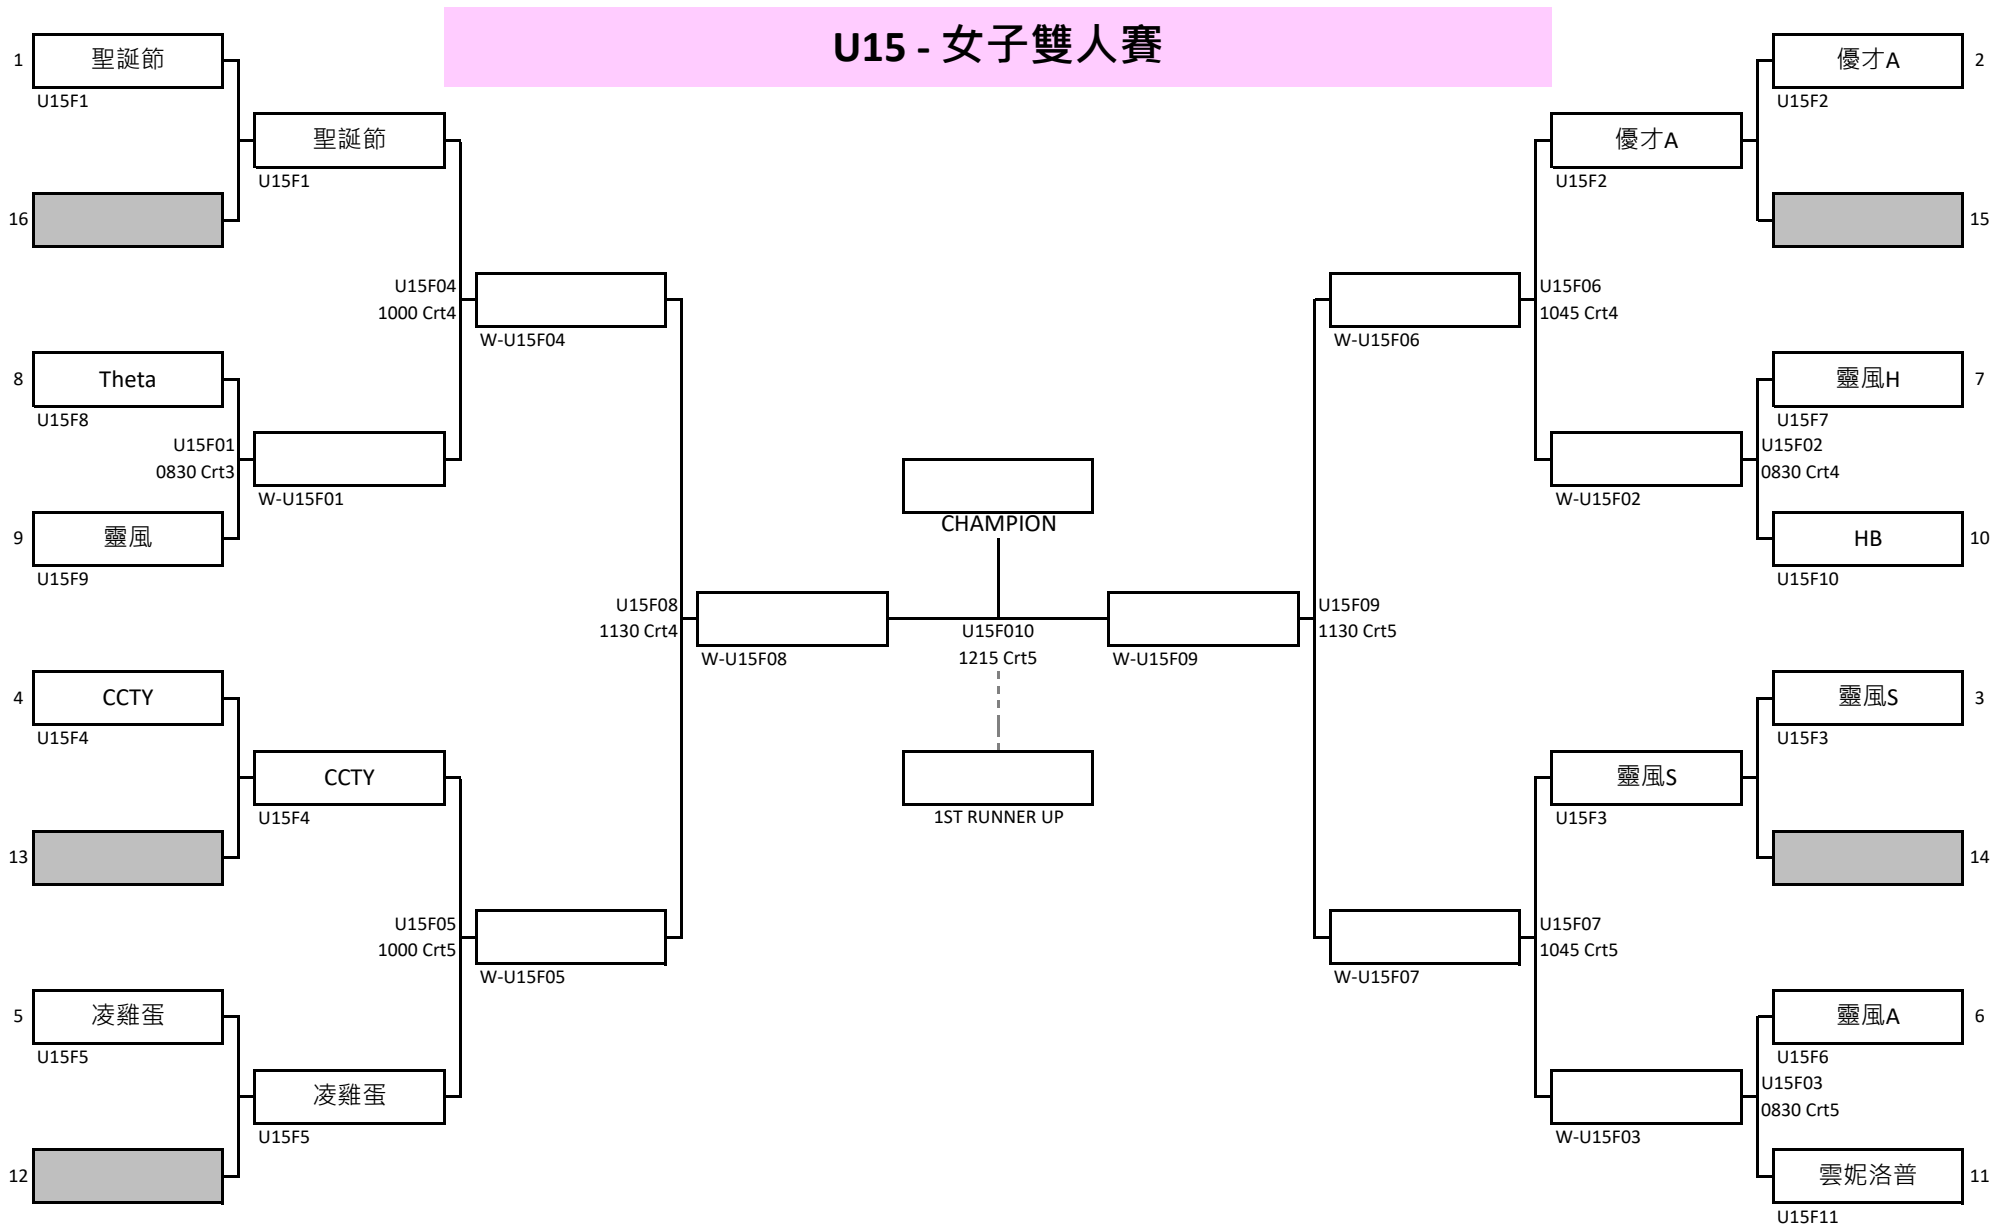 U15 - 女子雙人賽
1
聖誕節
U15F1
聖誕節
U15F1
16
U15F04
1000 Crt4
W-U15F04
8
Theta
U15F8
U15F01
0830 Crt3
W-U15F01
9
靈風
U15F9
U15F08
1130 Crt4
W-U15F08
4
CCTY
U15F4
CCTY
U15F4
13
U15F05
1000 Crt5
W-U15F05
5
凌雞蛋
U15F5
凌雞蛋
U15F5
12
CHAMPION
U15F010
1215 Crt5
1ST RUNNER UP
優才A
2
U15F2
優才A
U15F2
15
W-U15F06
U15F06
1045 Crt4
靈風H
7
U15F7
U15F02
0830 Crt4
W-U15F02
HB
10
U15F10
U15F09
1130 Crt5
W-U15F09
靈風S
3
U15F3
靈風S
U15F3
14
U15F07
1045 Crt5
W-U15F07
靈風A
6
U15F6
U15F03
0830 Crt5
W-U15F03
雲妮洛普
11
U15F11